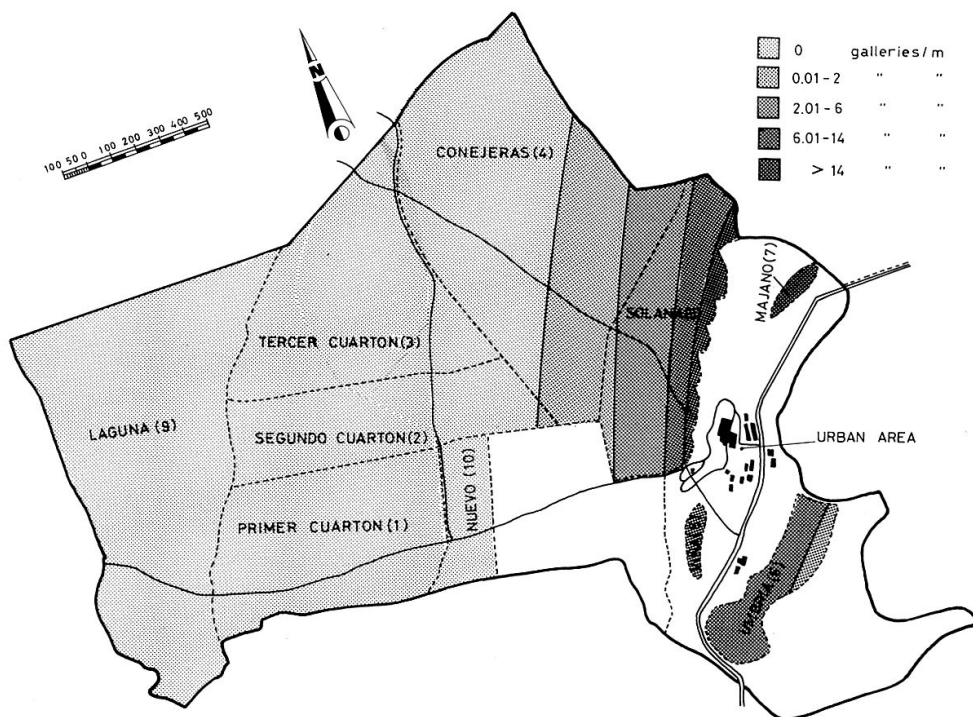 0 galleries/m
0.01-2 " "
2.01-6 " "
6.01-14 " "
> 14 " "
N
100 50 0 100 200 300 400 500
CONEJERAS (4)
MAJANO (7)
TERCER CUARTON (3)
LAGUNA (9)
SEGUNDO CUARTON (2)
URBAN AREA
NUEVO (10)
PRIMER CUARTON (1)